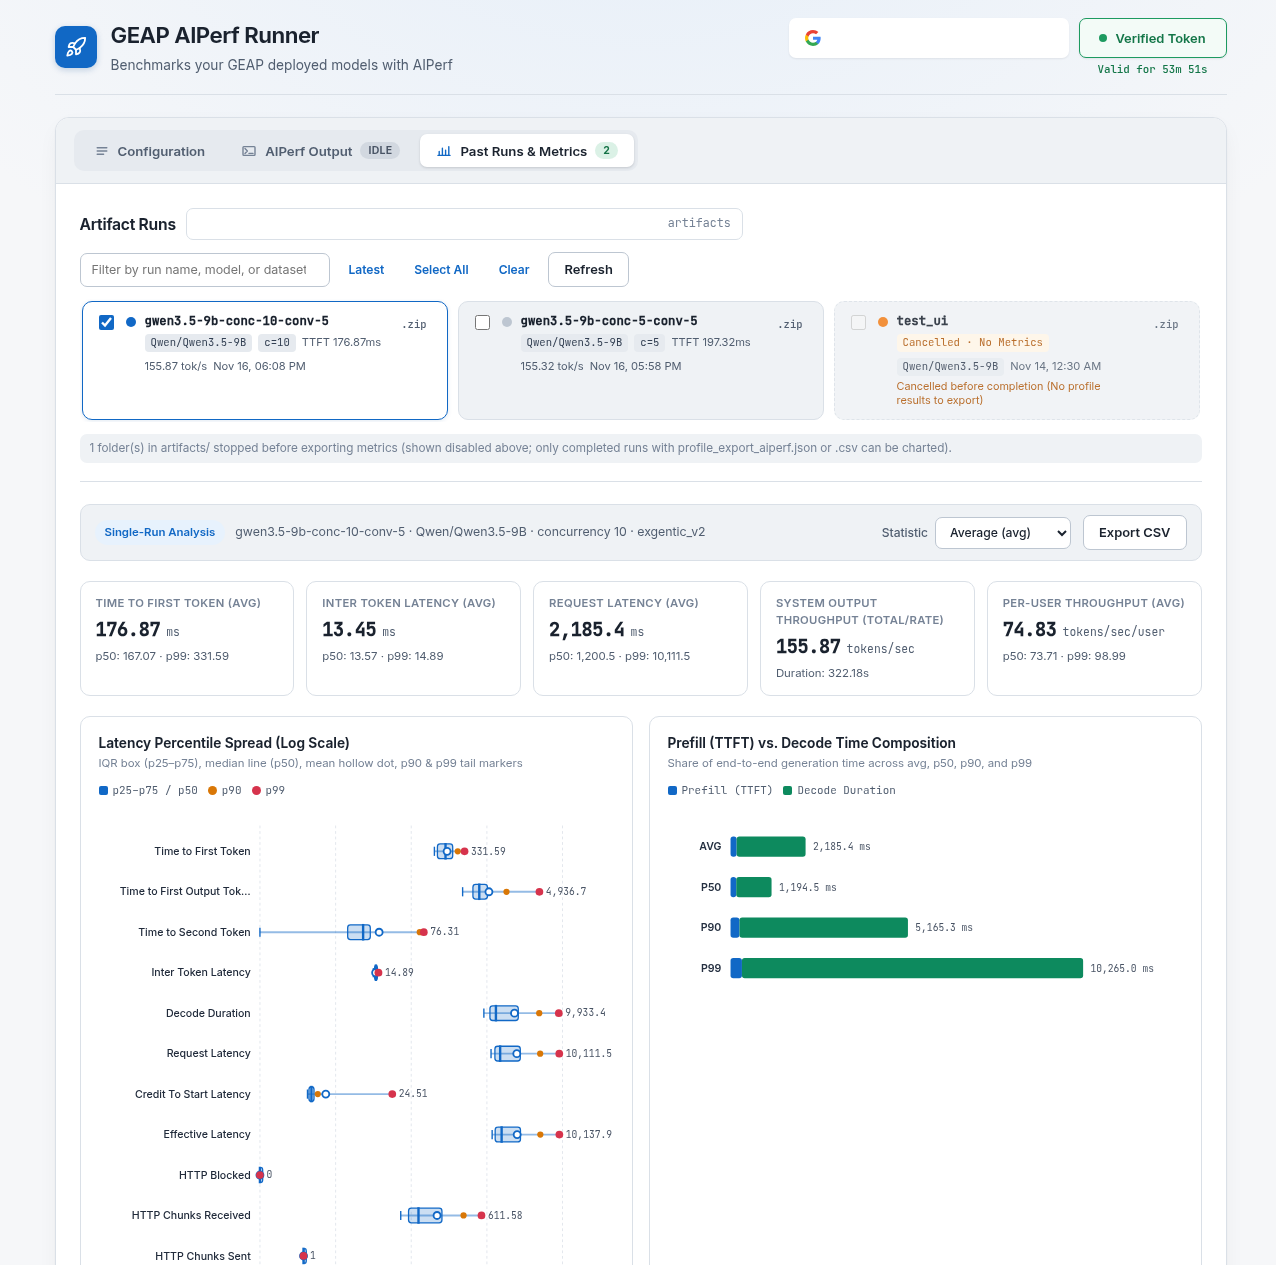 GEAP AIPerf Runner
Benchmarks your GEAP deployed models with AIPerf
Verified Token
Valid for 53m 51s
Configuration
AIPerf Output IDLE
Past Runs & Metrics 2
Artifact Runs
artifacts
Filter by run name, model, or dataset
Latest
Select All
Clear
Refresh
gwen3.5-9b-conc-10-conv-5
.zip
Qwen/Qwen3.5-9B c=10 TTFT 176.87ms
155.87 tok/s Nov 16, 06:08 PM
gwen3.5-9b-conc-5-conv-5
.zip
Qwen/Qwen3.5-9B c=5 TTFT 197.32ms
155.32 tok/s Nov 16, 05:58 PM
test_ui
.zip
Cancelled · No Metrics
Qwen/Qwen3.5-9B Nov 14, 12:30 AM
Cancelled before completion (No profile
results to export)
1 folder(s) in artifacts/ stopped before exporting metrics (shown disabled above; only completed runs with profile_export_aiperf.json or .csv can be charted).
Single-Run Analysis
gwen3.5-9b-conc-10-conv-5 · Qwen/Qwen3.5-9B · concurrency 10 · exgentic_v2
Statistic
Average (avg)
Export CSV
TIME TO FIRST TOKEN (AVG)
176.87 ms
p50: 167.07 · p99: 331.59
INTER TOKEN LATENCY (AVG)
13.45 ms
p50: 13.57 · p99: 14.89
REQUEST LATENCY (AVG)
2,185.4 ms
p50: 1,200.5 · p99: 10,111.5
SYSTEM OUTPUT
THROUGHPUT (TOTAL/RATE)
155.87 tokens/sec
Duration: 322.18s
PER-USER THROUGHPUT (AVG)
74.83 tokens/sec/user
p50: 73.71 · p99: 98.99
Latency Percentile Spread (Log Scale)
IQR box (p25–p75), median line (p50), mean hollow dot, p90 & p99 tail markers
p25–p75 / p50 p90 p99
Time to First Token 331.59
Time to First Output Tok... 4,936.7
Time to Second Token 76.31
Inter Token Latency 14.89
Decode Duration 9,933.4
Request Latency 10,111.5
Credit To Start Latency 24.51
Effective Latency 10,137.9
HTTP Blocked 0
HTTP Chunks Received 611.58
HTTP Chunks Sent 1
Prefill (TTFT) vs. Decode Time Composition
Share of end-to-end generation time across avg, p50, p90, and p99
Prefill (TTFT) Decode Duration
AVG 2,185.4 ms
P50 1,194.5 ms
P90 5,165.3 ms
P99 10,265.0 ms